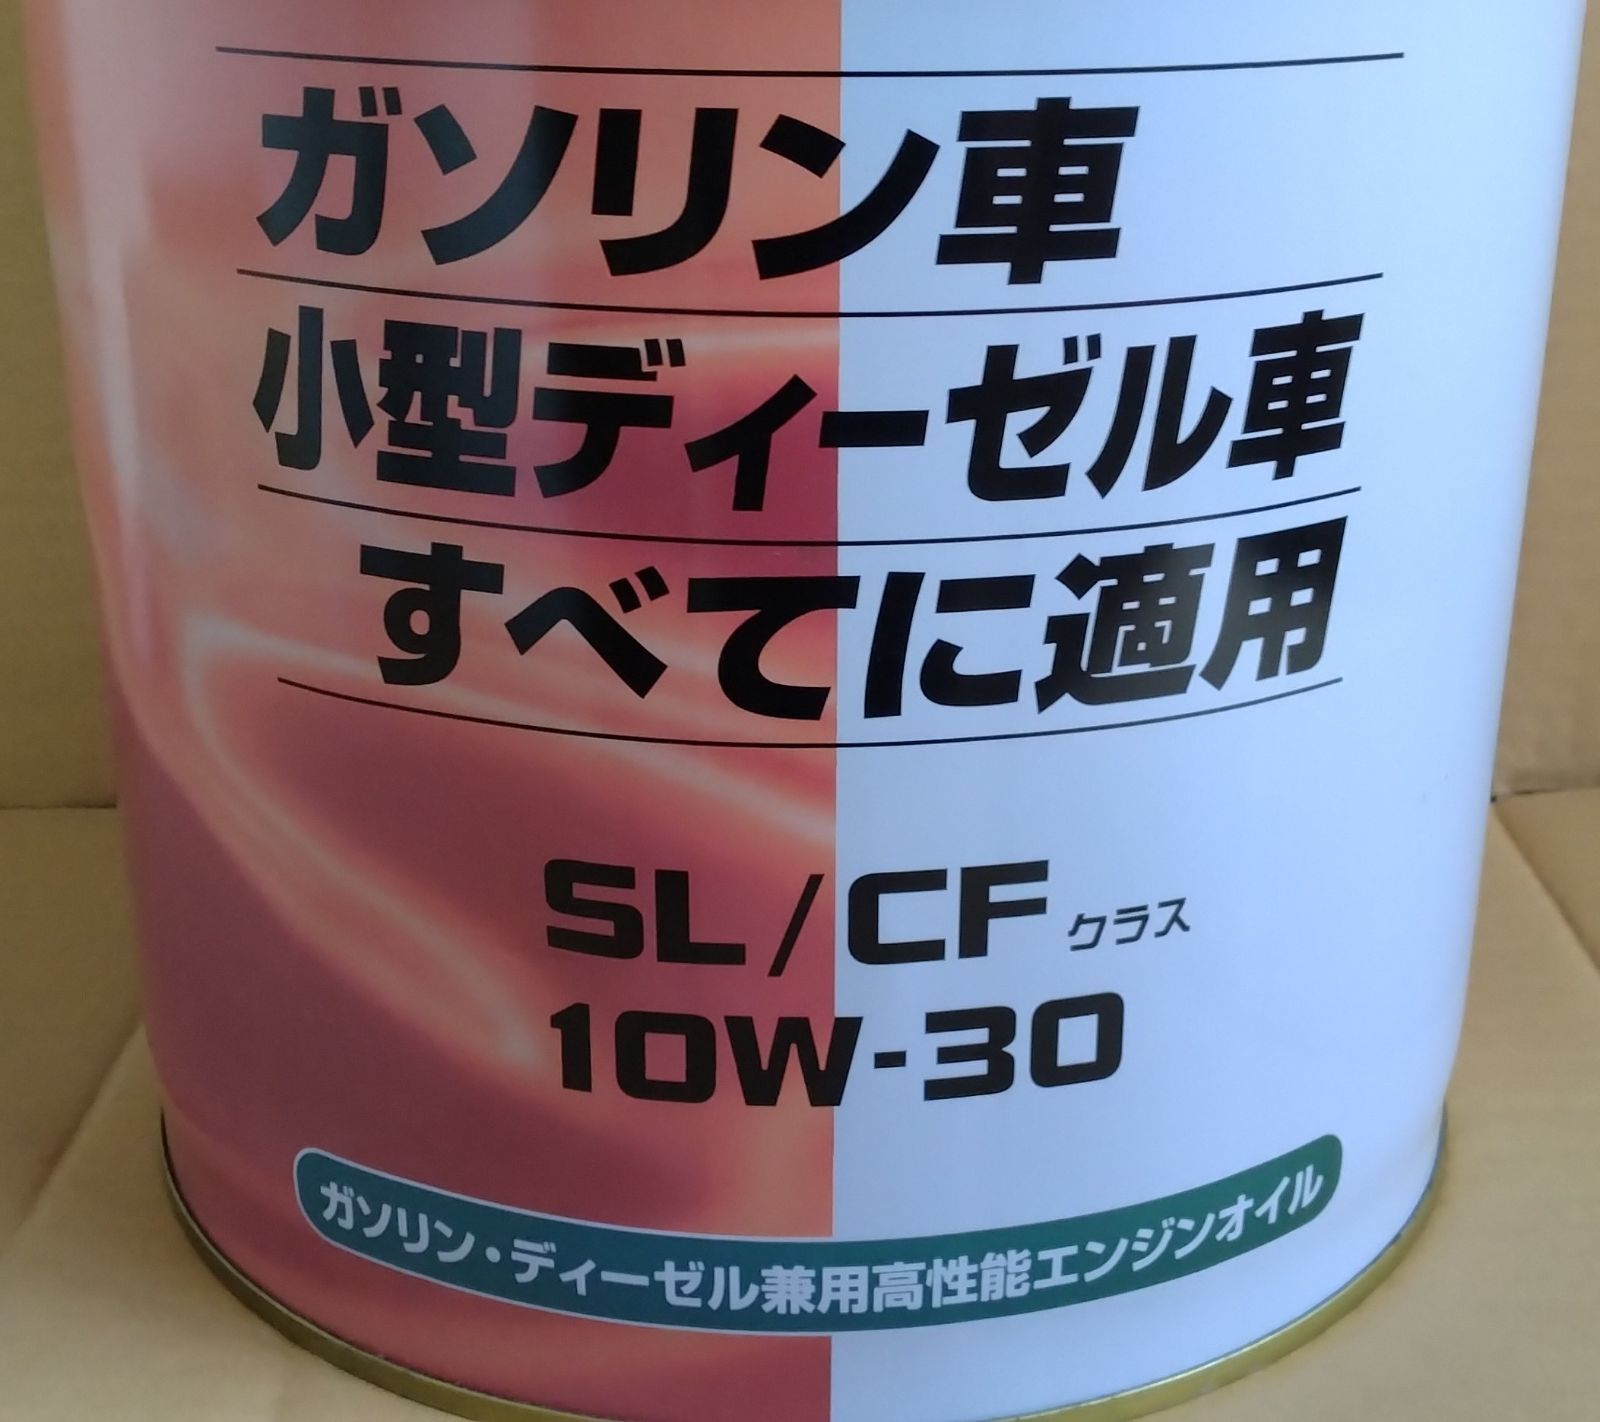 ガソリン車
小型ディーゼル車
すべてに適用
SL/CFクラス
10W-30
ガソリン・ディーゼル兼用高性能エンジンオイル